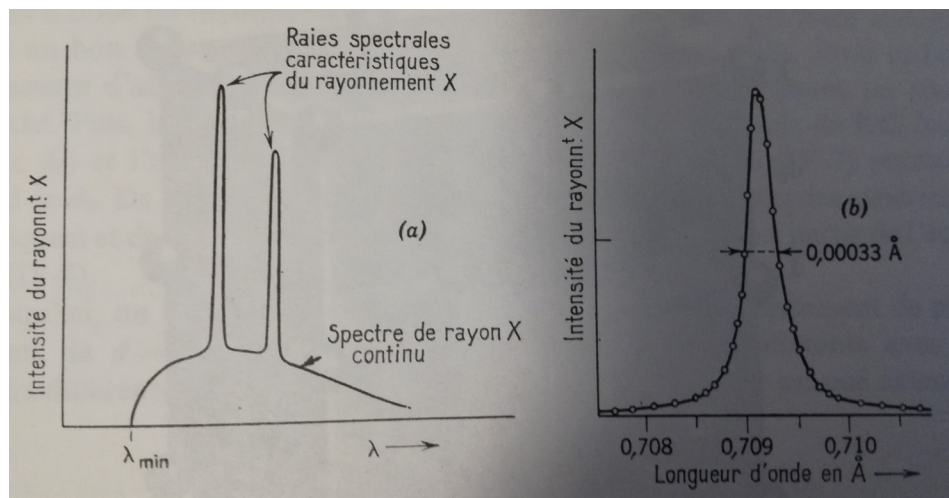 Raies spectrales
caractéristiques
du rayonnement X
Intensité du rayonnt X
(a)
Spectre de rayon X
continu
λ min
λ
Intensité du rayonnt X
(b)
0,00033 Å
0,708
0,709
0,710
Longueur d'onde en Å